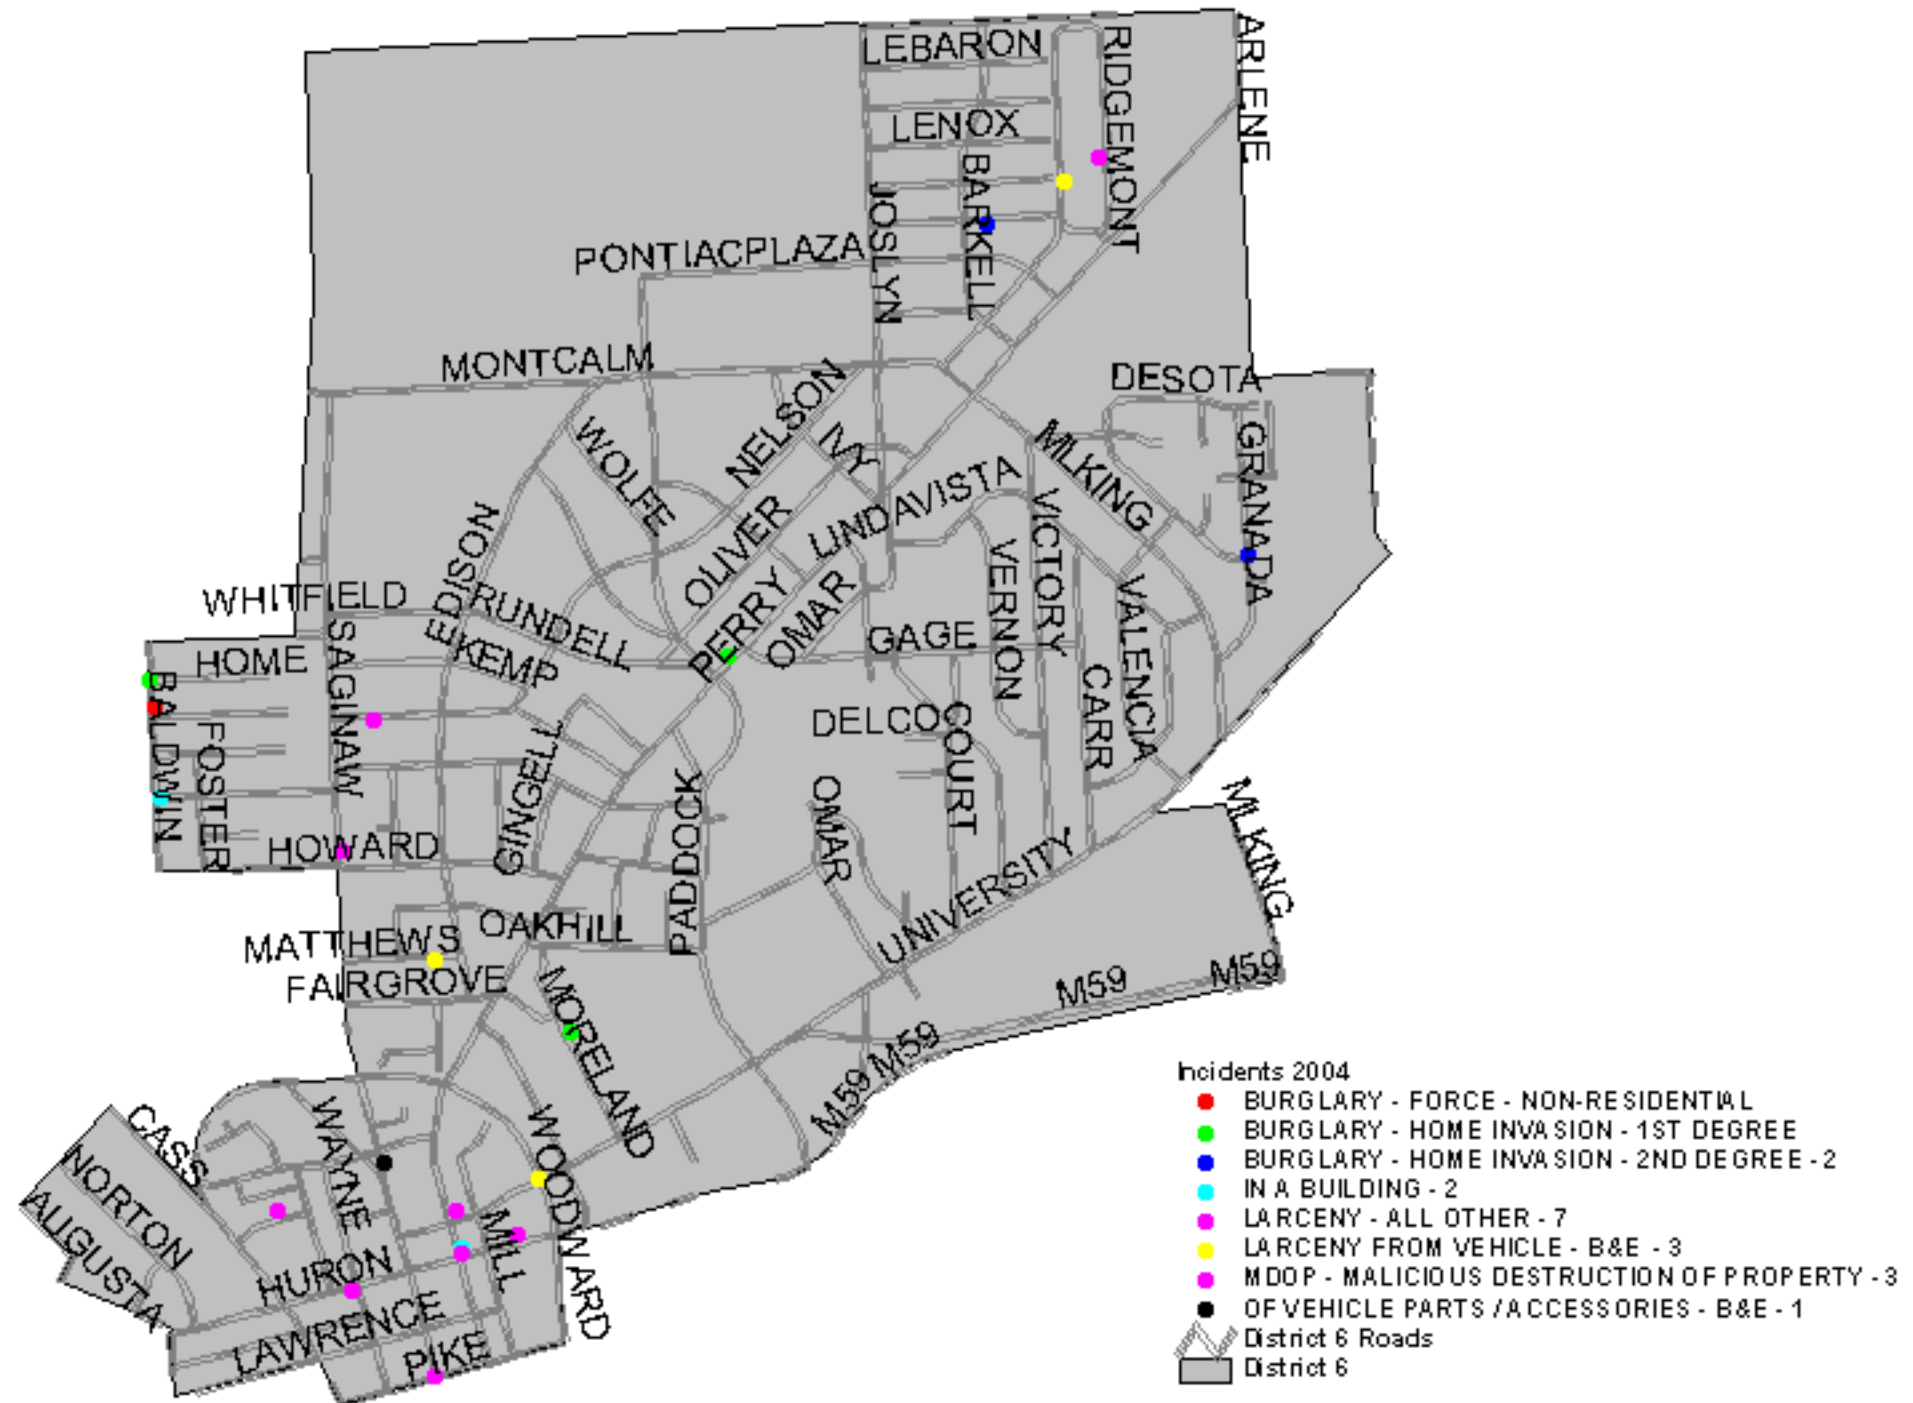 ARLENE
LEBARON
RIDGEMONT
LENOX
BARKELL
JOSLYN
PONTIACPLAZA
MONTCALM
DESOTA
NELSON
WOLFE
IVY
MLKING
GRANADA
LINDAVISTA
OLIVER
EDISON
VICTORY
VERNON
WHITFIELD
RUNDELL
PERRY
OMAR
VALENCIA
GAGE
SAGINAW
HOME
KEMP
CARR
BALDWIN
FOSTER
DELCO
COURT
GINGELL
PADDOCK
OMAR
MLKING
HOWARD
UNIVERSITY
OAKHILL
MATTHEWS
FAIRGROVE
M59
M59
MORELAND
M59
M59
CASS
WAYNE
WOODWARD
NORTON
AUGUSTA
MILL
HURON
LAWRENCE
PIKE
Incidents 2004
BURGLARY - FORCE - NON-RESIDENTIAL
BURGLARY - HOME INVASION - 1ST DEGREE
BURGLARY - HOME INVASION - 2ND DEGREE - 2
IN A BUILDING - 2
LARCENY - ALL OTHER - 7
LARCENY FROM VEHICLE - B&E - 3
MDOP - MALICIOUS DESTRUCTION OF PROPERTY - 3
OF VEHICLE PARTS / ACCESSORIES - B&E - 1
District 6 Roads
District 6